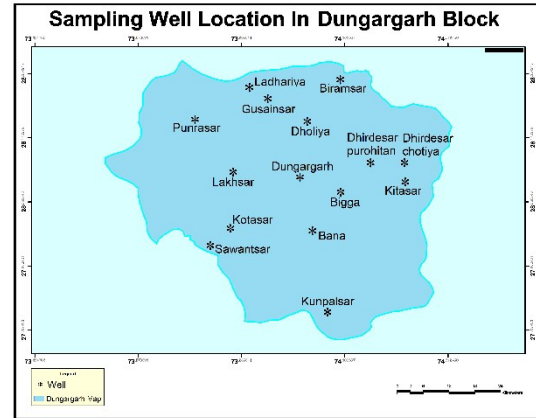 Sampling Well Location In Dungargarh Block
Ladhariya
Biramsar
Gusainsar
Punrasar
Dholiya
Dhirdesar
purohitan
Dhirdesar
chotiya
Dungargarh
Lakhsar
Kitasar
Bigga
Kotasar
Bana
Sawantsar
Kunpalsar
Legend
Well
Dungargarh Map